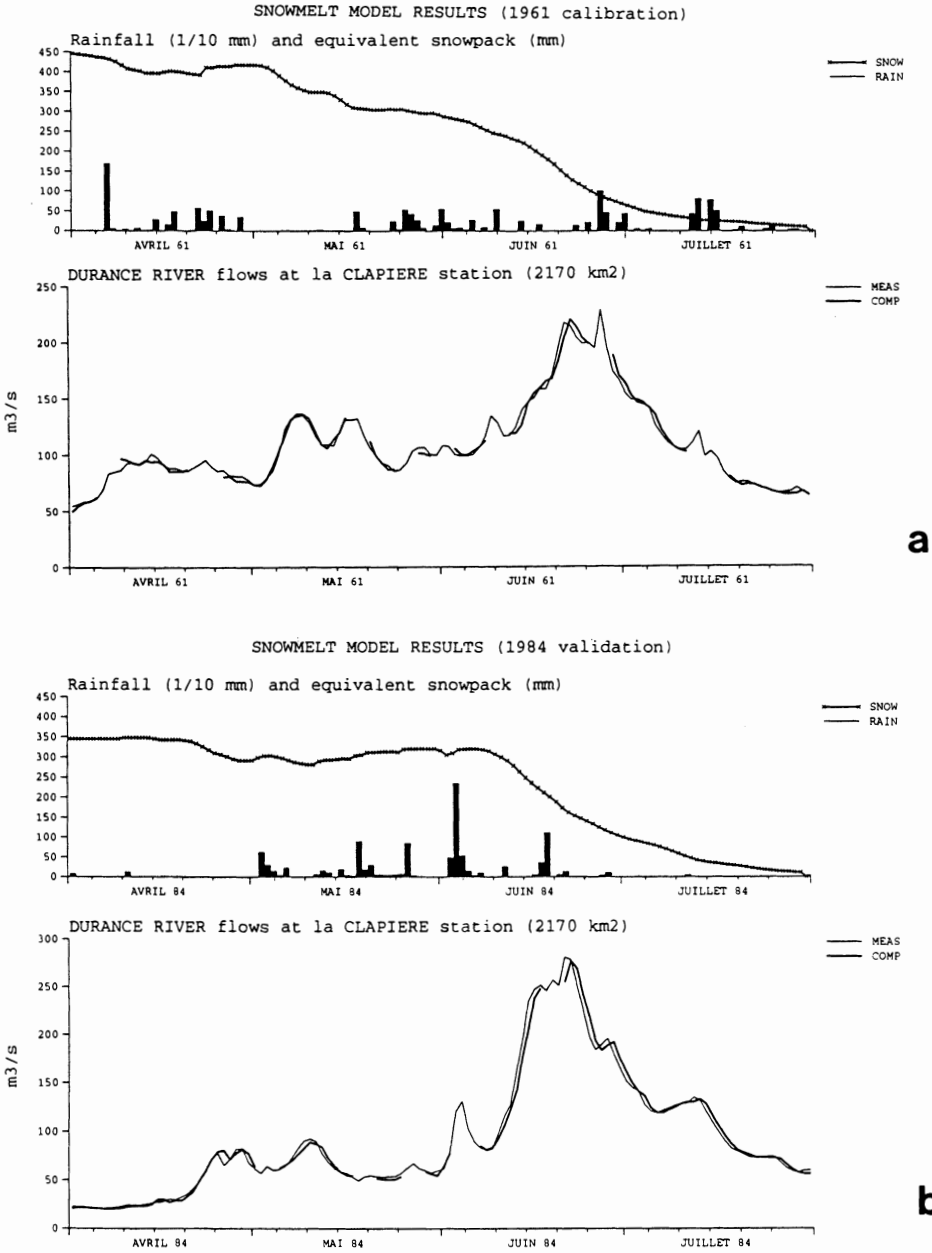 SNOWMELT MODEL RESULTS (1961 calibration)
Rainfall (1/10 mm) and equivalent snowpack (mm)
450
400
350
300
250
200
150
100
50
0
SNOW
RAIN
AVRIL 61
MAI 61
JUIN 61
JUILLET 61
DURANCE RIVER flows at la CLAPIERE station (2170 km2)
250
200
150
100
50
0
m3/s
MEAS
COMP
AVRIL 61
MAI 61
JUIN 61
JUILLET 61
a
SNOWMELT MODEL RESULTS (1984 validation)
Rainfall (1/10 mm) and equivalent snowpack (mm)
450
400
350
300
250
200
150
100
50
0
SNOW
RAIN
AVRIL 84
MAI 84
JUIN 84
JUILLET 84
DURANCE RIVER flows at la CLAPIERE station (2170 km2)
300
250
200
150
100
50
0
m3/s
MEAS
COMP
AVRIL 84
MAI 84
JUIN 84
JUILLET 84
b